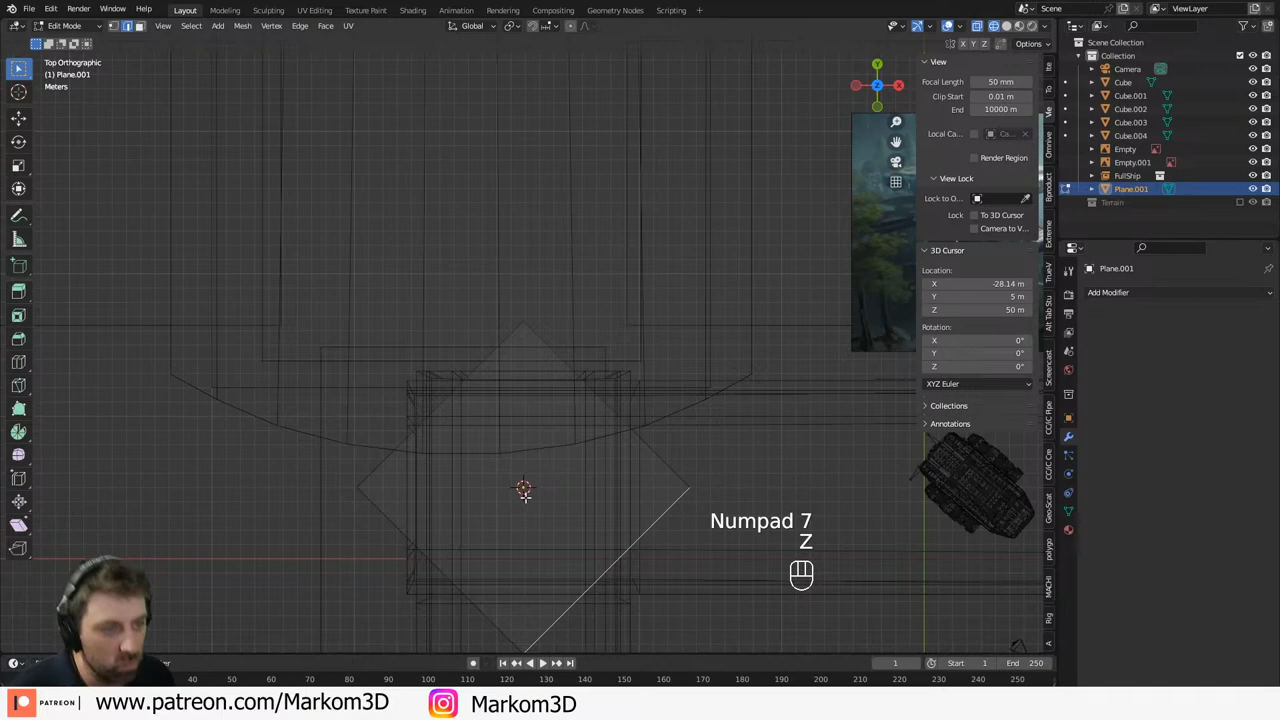 File Edit Render Window Help Layout Modeling Sculpting UV Editing Texture Paint Shading Animation Rendering Compositing Geometry Nodes Scripting + Scene ViewLayer
Edit Mode View Select Add Mesh Vertex Edge Face UV Global
X Y Z Options
Top Orthographic
(1) Plane.001
Meters
View
Focal Length 50 mm
Clip Start 0.01 m
End 10000 m
Local Ca... Ca...
Render Region
View Lock
Lock to O...
Lock To 3D Cursor
Camera to V...
3D Cursor
Location:
X -28.14 m
Y 5 m
Z 50 m
Rotation:
X 0°
Y 0°
Z 0°
XYZ Euler
Collections
Annotations
Scene Collection
Collection
Camera
Cube
Cube.001
Cube.002
Cube.003
Cube.004
Empty
Empty.001
FullShip
Plane.001
Terrain
Plane.001
Add Modifier
Numpad 7
Z
1 Start 1 End 250
40 50 60 70 80 90 100 110 120 130 140 150 160 170 180 190 200 210 220 230 240 250
PATREON www.patreon.com/Markom3D Markom3D